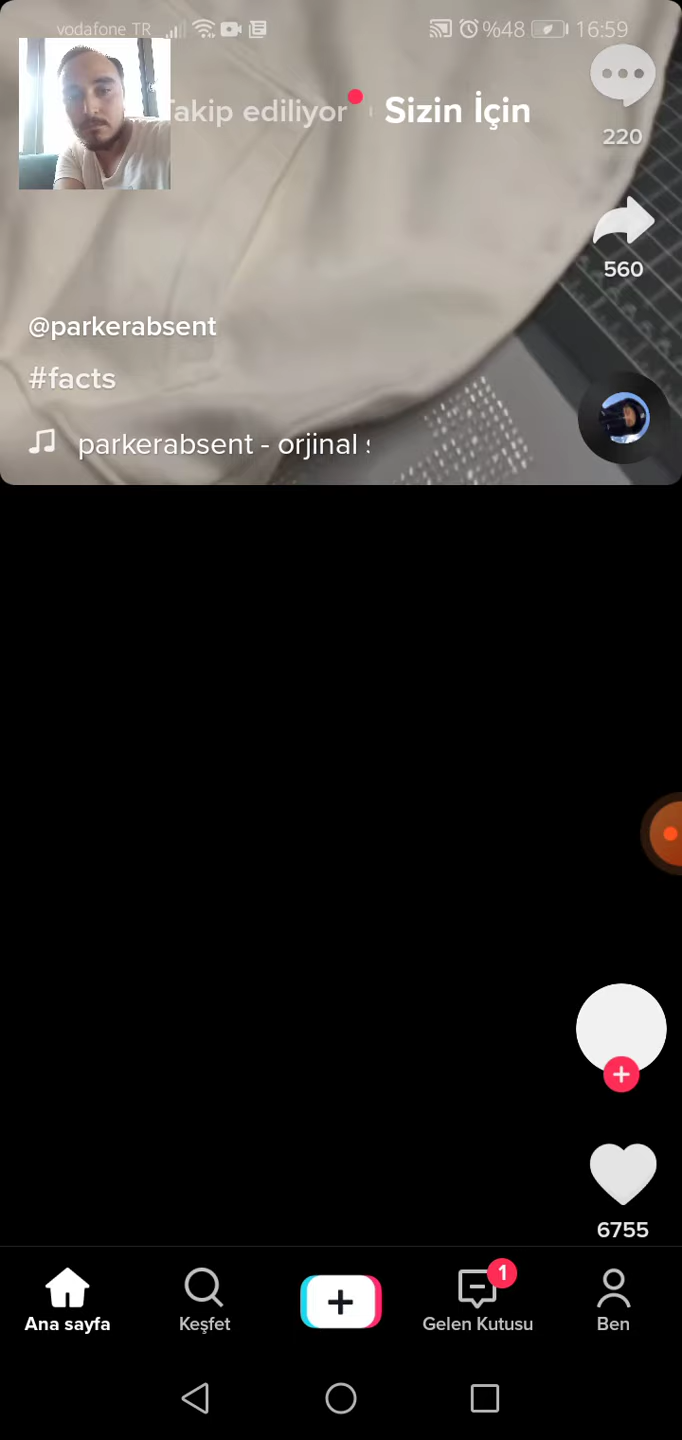 vodafone TR
%48
16:59
Takip ediliyor
Sizin İçin
220
560
@parkerabsent
#facts
parkerabsent - orjinal s
6755
1
Ana sayfa
Keşfet
Gelen Kutusu
Ben